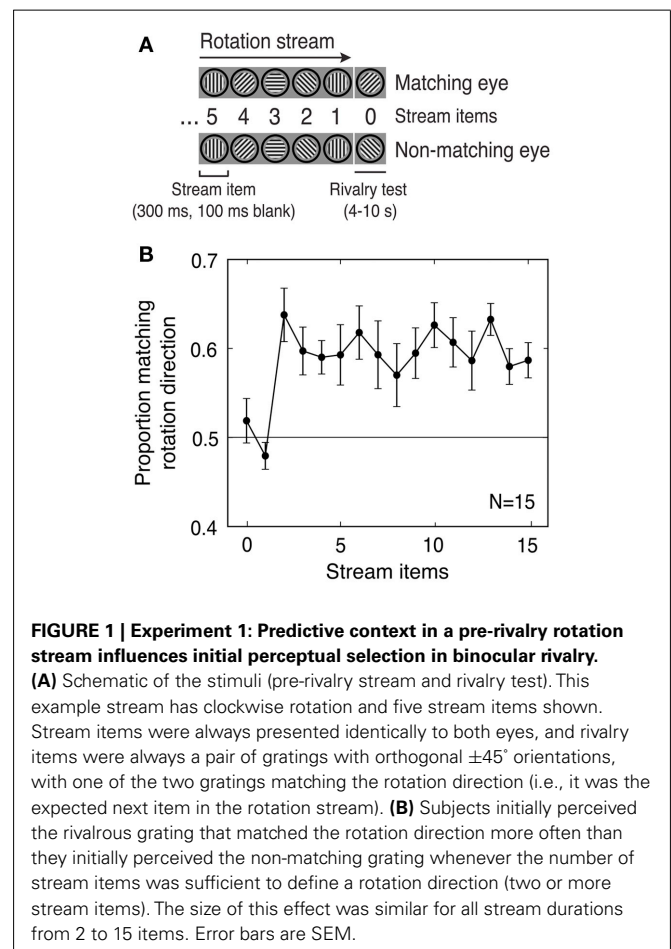 A
Rotation stream
Matching eye
... 5 4 3 2 1 0 Stream items
Non-matching eye
Stream item
(300 ms, 100 ms blank)
Rivalry test
(4-10 s)
B
Proportion matching
rotation direction
0.7
0.6
0.5
0.4
N=15
0 5 10 15
Stream items
FIGURE 1 | Experiment 1: Predictive context in a pre-rivalry rotation
stream influences initial perceptual selection in binocular rivalry.
(A) Schematic of the stimuli (pre-rivalry stream and rivalry test). This
example stream has clockwise rotation and five stream items shown.
Stream items were always presented identically to both eyes, and rivalry
items were always a pair of gratings with orthogonal ±45° orientations,
with one of the two gratings matching the rotation direction (i.e., it was the
expected next item in the rotation stream). (B) Subjects initially perceived
the rivalrous grating that matched the rotation direction more often than
they initially perceived the non-matching grating whenever the number of
stream items was sufficient to define a rotation direction (two or more
stream items). The size of this effect was similar for all stream durations
from 2 to 15 items. Error bars are SEM.